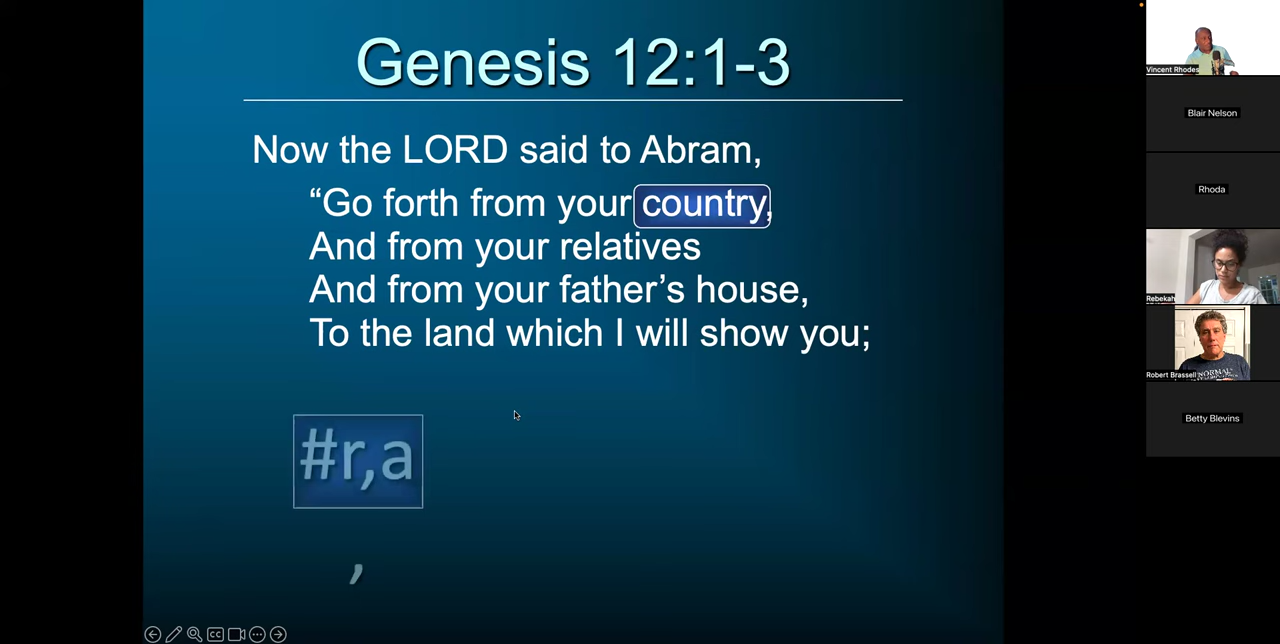 Genesis 12:1-3
Now the LORD said to Abram,
“Go forth from your country,
And from your relatives
And from your father’s house,
To the land which I will show you;
#r,a
,
CC
Vincent Rhodes
Blair Nelson
Rhoda
Rebekah
NORMAL
Robert Brassell
Betty Blevins